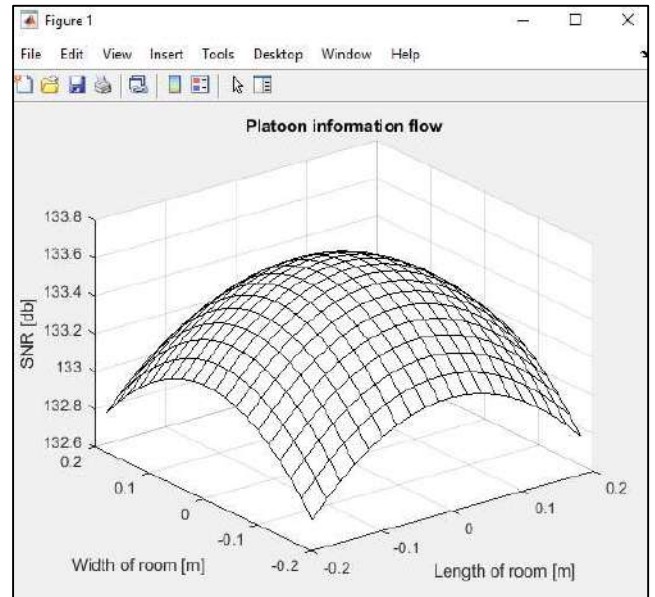 Figure 1
File Edit View Insert Tools Desktop Window Help
Platoon information flow
133.8
133.6
133.4
133.2
133
132.8
132.6
SNR [db]
0.2
0.1
0
-0.1
-0.2
Width of room [m]
-0.2
-0.1
0
0.1
0.2
Length of room [m]